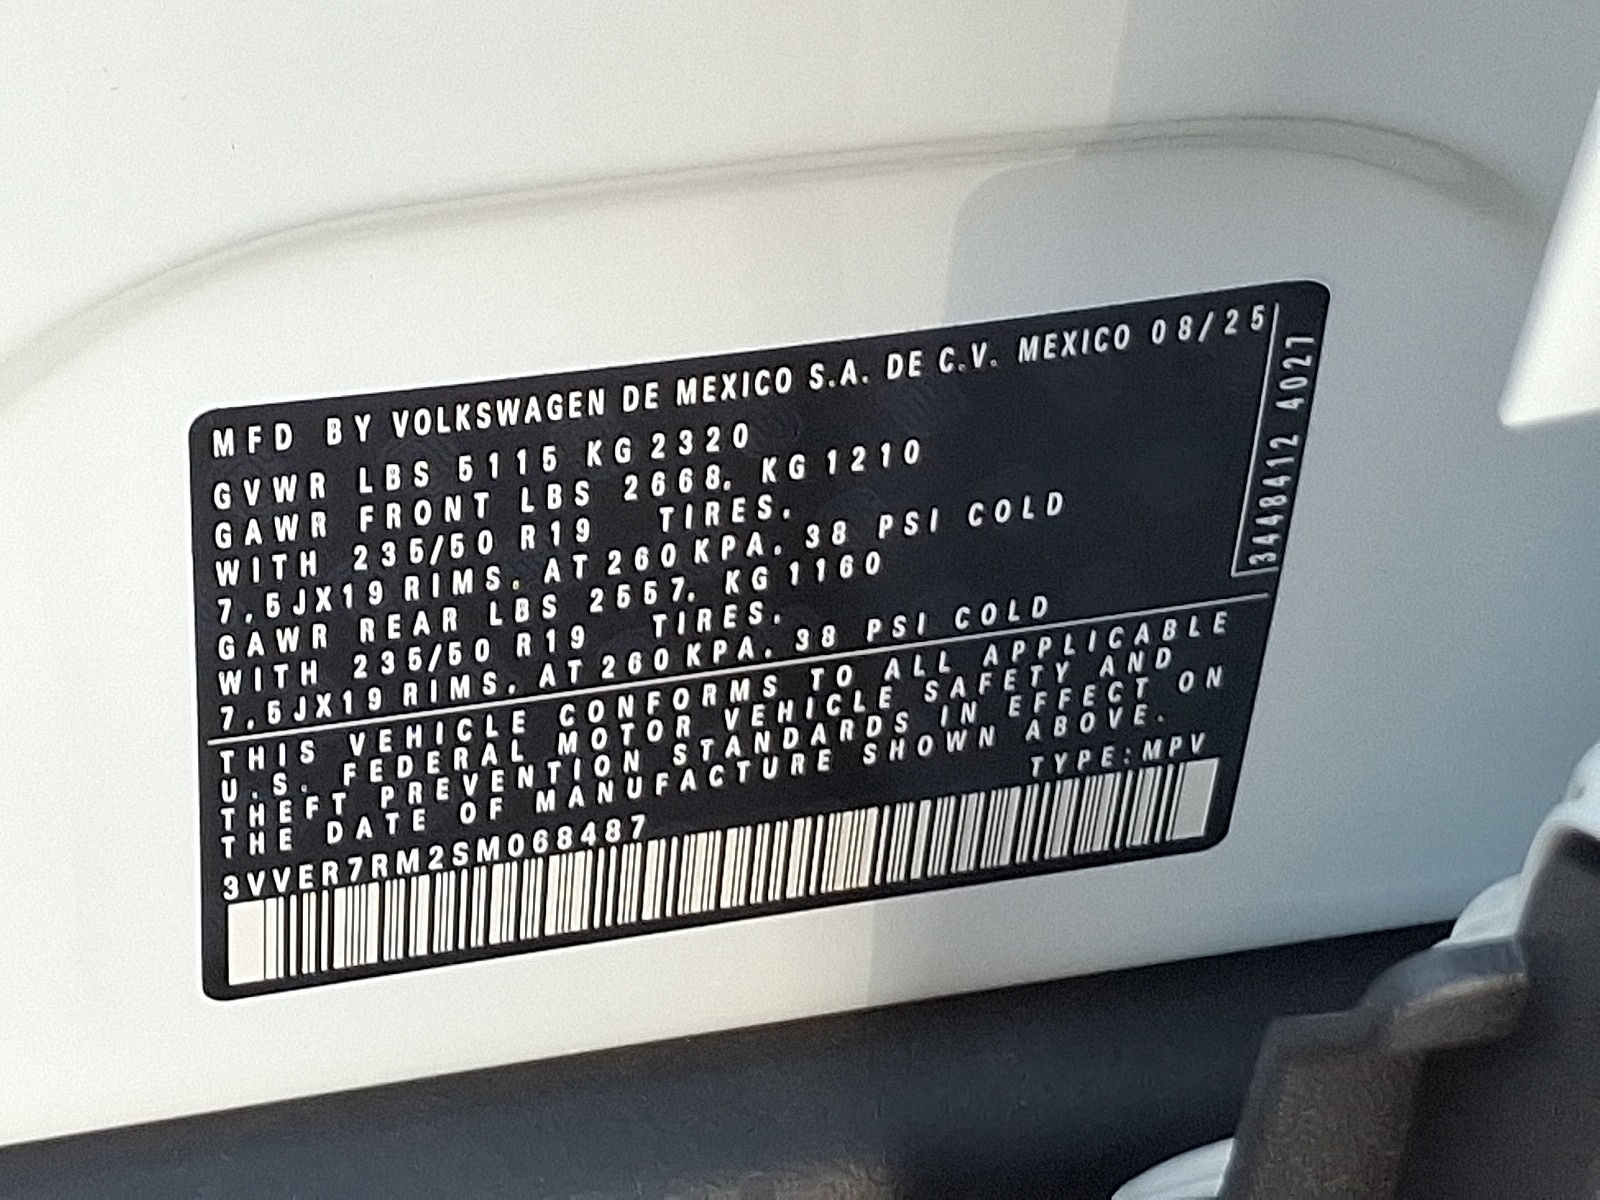 MFD BY VOLKSWAGEN DE MEXICO S.A. DE C.V. MEXICO 08/25
GVWR LBS 5115 KG 2320
GAWR FRONT LBS 2668. KG 1210
WITH 235/50 R19 TIRES.
7,5JX19 RIMS. AT 260 KPA. 38 PSI COLD
GAWR REAR LBS 2557. KG 1160
WITH 235/50 R19 TIRES.
7,5JX19 RIMS. AT 260 KPA. 38 PSI COLD
THIS VEHICLE CONFORMS TO ALL APPLICABLE
U.S. FEDERAL MOTOR VEHICLE SAFETY AND
THEFT PREVENTION STANDARDS IN EFFECT ON
THE DATE OF MANUFACTURE SHOWN ABOVE.
TYPE:MPV
3VVER7RM2SM068487
3448412 4027